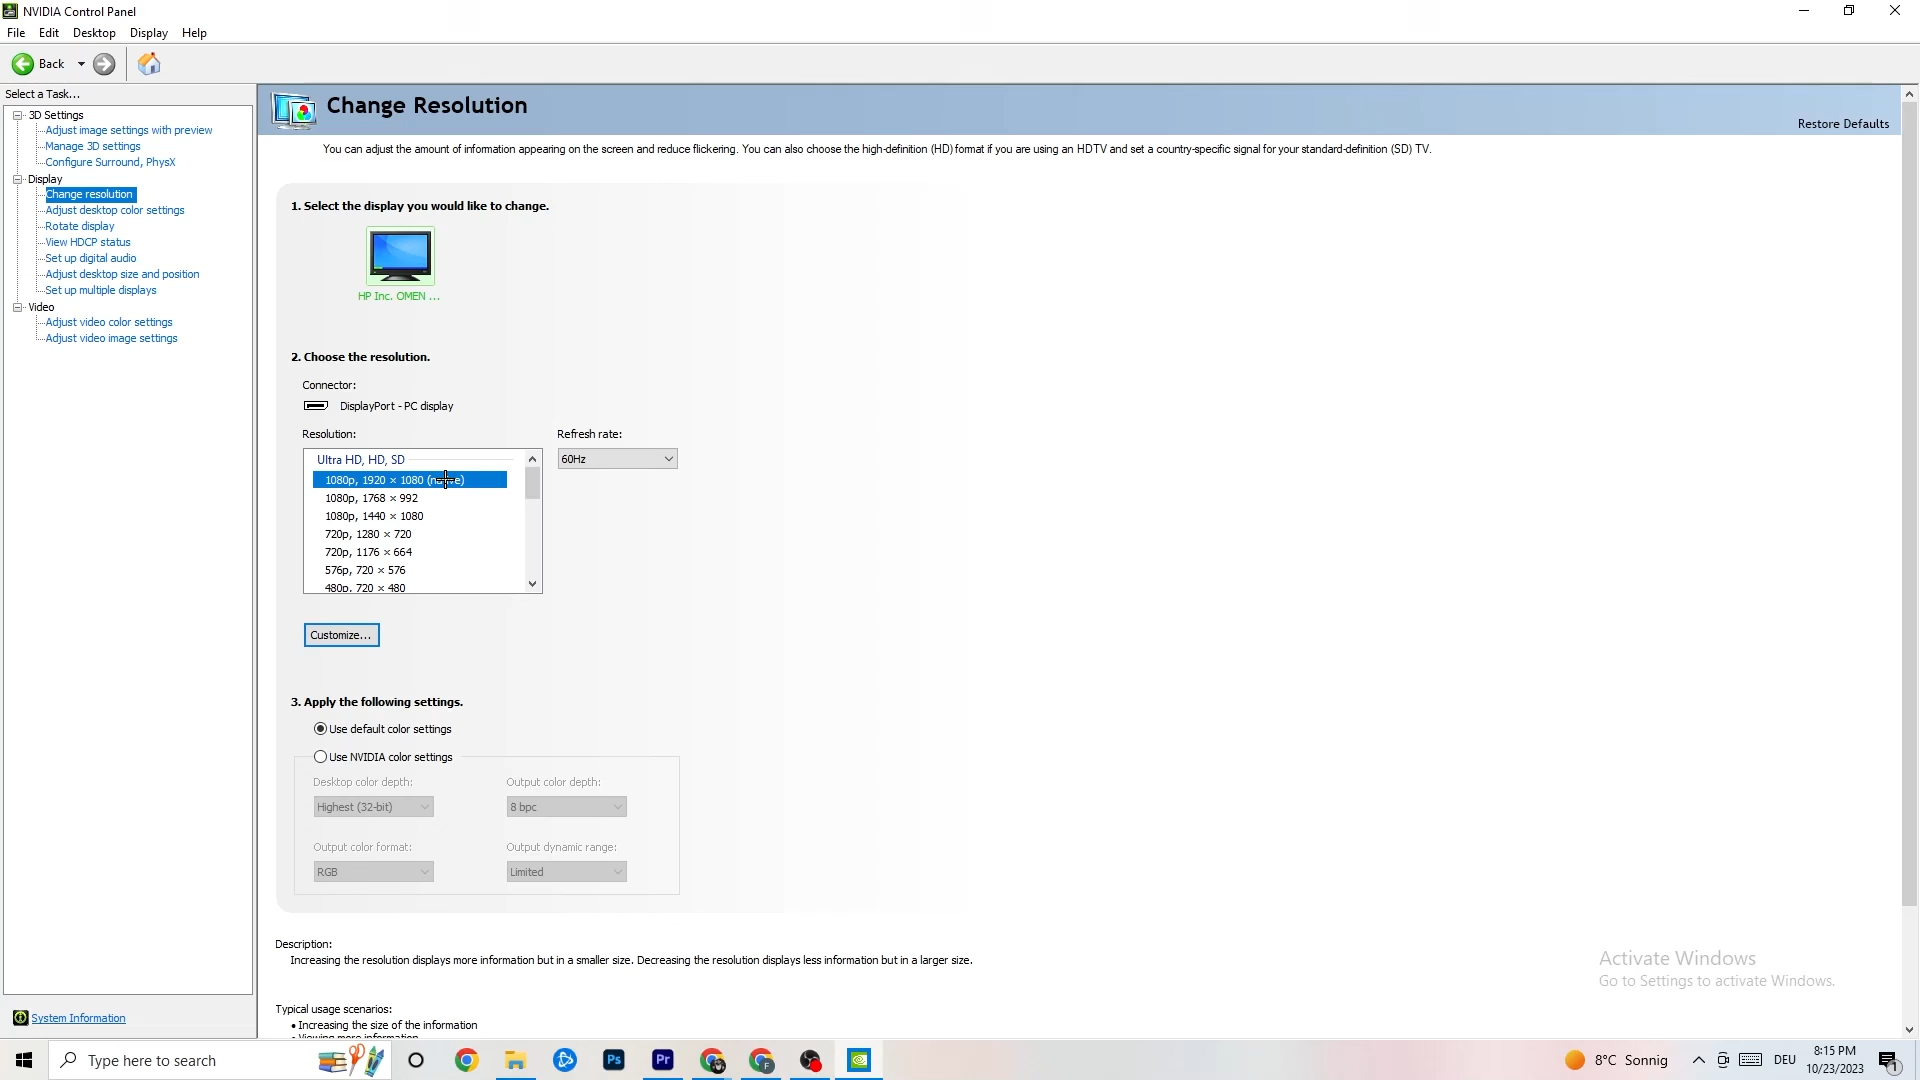 NVIDIA Control Panel
File Edit Desktop Display Help
Back
Select a Task...
3D Settings
Adjust image settings with preview
Manage 3D settings
Configure Surround, PhysX
Display
Change resolution
Adjust desktop color settings
Rotate display
View HDCP status
Set up digital audio
Adjust desktop size and position
Set up multiple displays
Video
Adjust video color settings
Adjust video image settings
System Information
Change Resolution
Restore Defaults
You can adjust the amount of information appearing on the screen and reduce flickering. You can also choose the high-definition (HD) format if you are using an HDTV and set a country-specific signal for your standard-definition (SD) TV.
1. Select the display you would like to change.
HP Inc. OMEN ...
2. Choose the resolution.
Connector:
DisplayPort - PC display
Resolution:
Refresh rate:
Ultra HD, HD, SD
60Hz
1080p, 1920 × 1080
1080p, 1768 × 992
1080p, 1440 × 1080
720p, 1280 × 720
720p, 1176 × 664
576p, 720 × 576
480p, 720 × 480
Customize...
3. Apply the following settings.
Use default color settings
Use NVIDIA color settings
Desktop color depth:
Output color depth:
Highest (32-bit)
8 bpc
Output color format:
Output dynamic range:
RGB
Limited
Description:
Increasing the resolution displays more information but in a smaller size. Decreasing the resolution displays less information but in a larger size.
Typical usage scenarios:
• Increasing the size of the information
Activate Windows
Go to Settings to activate Windows.
Type here to search
Ps
Pr
F
8°C Sonnig
DEU
8:15 PM
10/23/2023
1